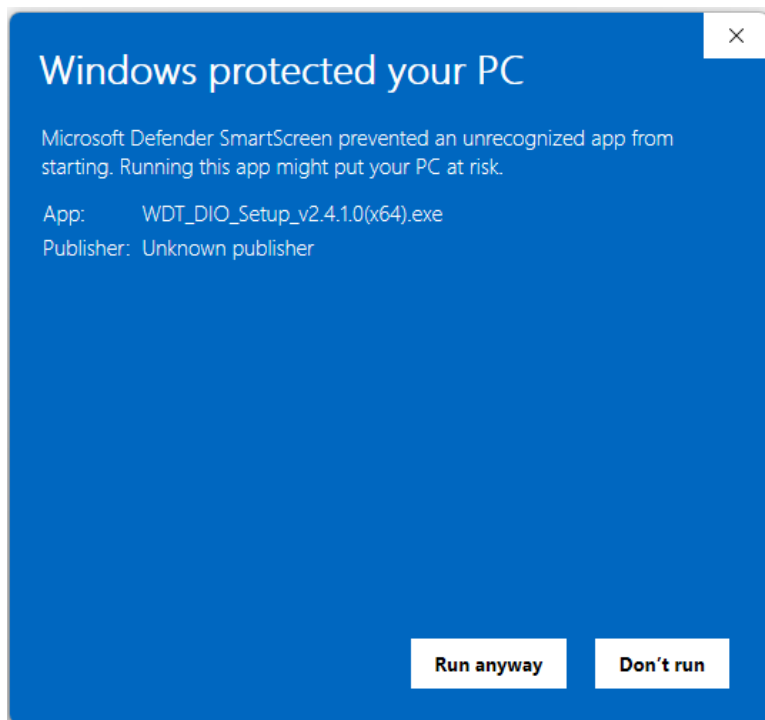 Windows protected your PC
Microsoft Defender SmartScreen prevented an unrecognized app from
starting. Running this app might put your PC at risk.
App: WDT_DIO_Setup_v2.4.1.0(x64).exe
Publisher: Unknown publisher
Run anyway Don't run